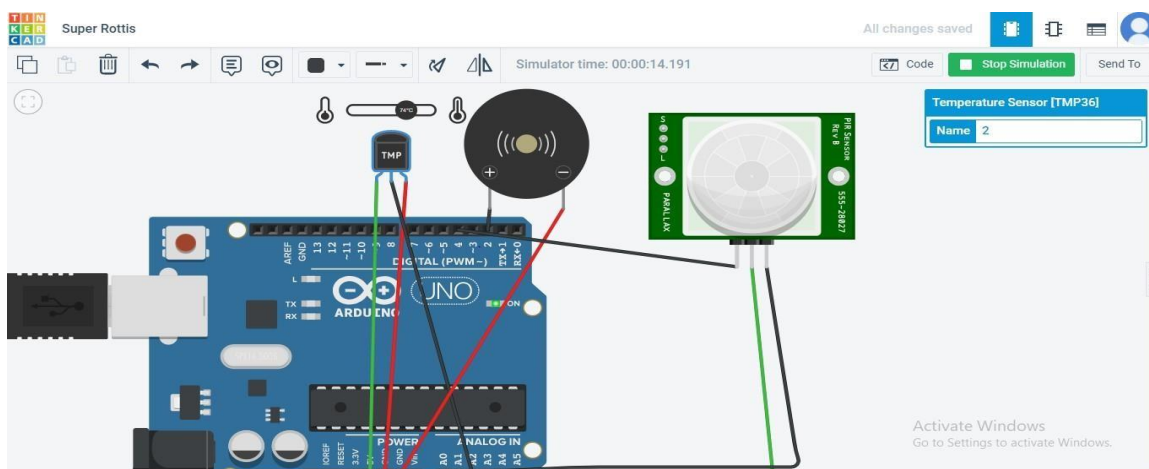 TIN
KER
CAD
Super Rottis
All changes saved
Simulator time: 00:00:14.191
Code
Stop Simulation
Send To
Temperature Sensor [TMP36]
Name 2
74°C
TMP
+ −
S
L
PARALLAX
PIR SENSOR
REV B
555-28027
AREF
GND
13
12
~11
~10
~9
8
7
~6
~5
4
~3
2
TX→1
RX←0
DIGITAL (PWM~)
L
TX
RX
ARDUINO
UNO
ON
POWER
ANALOG IN
IOREF
RESET
3.3V
GND
Vin
A0
A1
A2
A3
A4
A5
Activate Windows
Go to Settings to activate Windows.